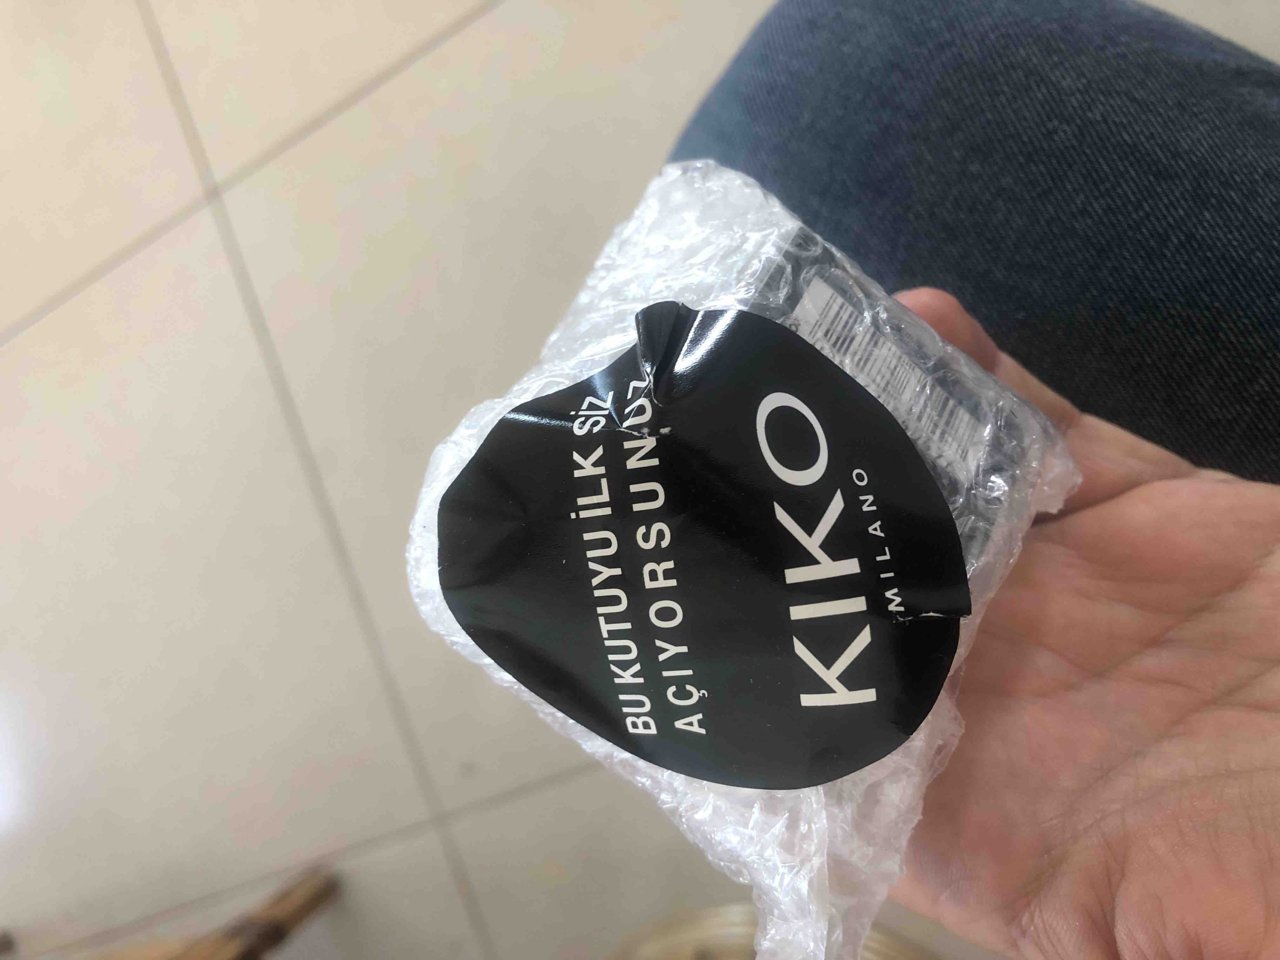 BU KUTUYU İLK SİZ
AÇIYORSUNUZ
KIKO
MILANO